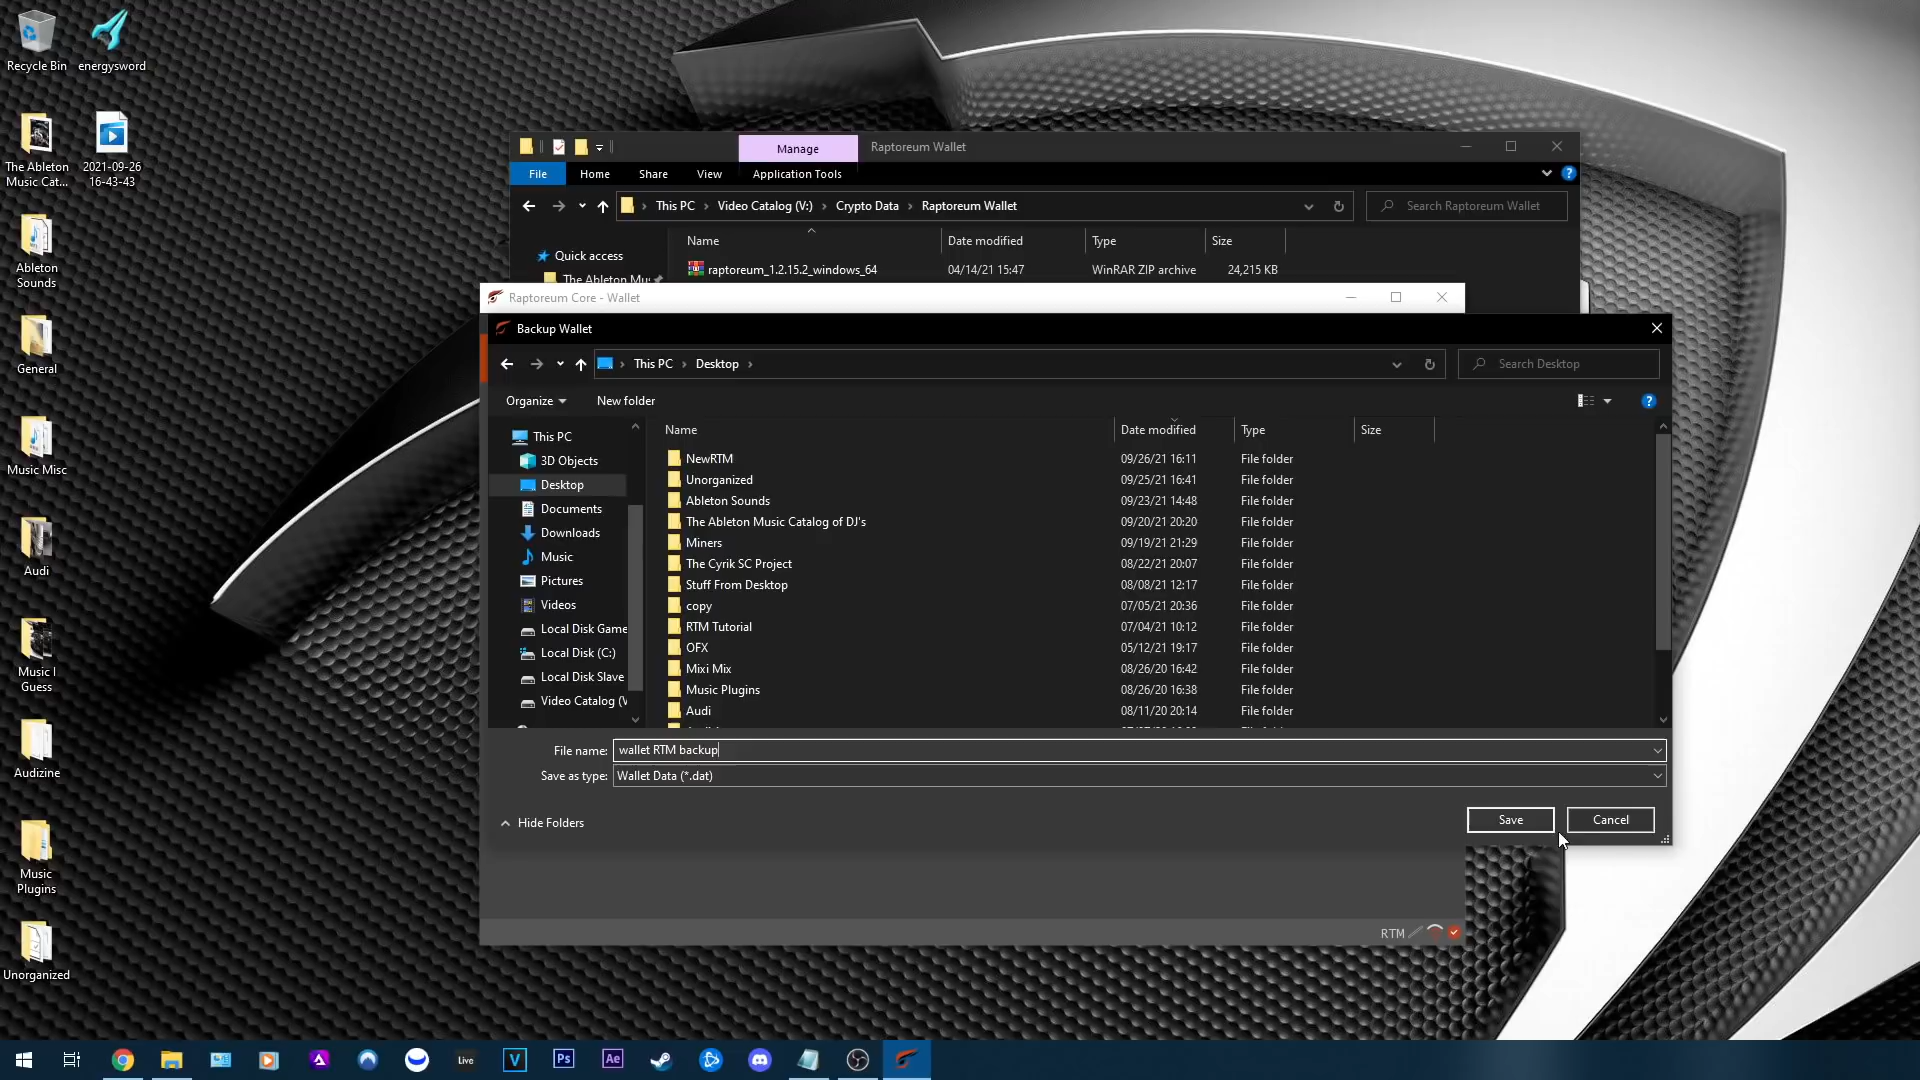 Recycle Bin
energysword
The Ableton
Music Cat...
2021-09-26
16-43-43
Ableton
Sounds
General
Music Misc
Audi
Music I
Guess
Audizine
Music
Plugins
Unorganized
Manage
Raptoreum Wallet
File
Home
Share
View
Application Tools
This PC
Video Catalog (V:)
Crypto Data
Raptoreum Wallet
Search Raptoreum Wallet
Name
Date modified
Type
Size
Quick access
The Ableton Mu
raptoreum_1.2.15.2_windows_64
04/14/21 15:47
WinRAR ZIP archive
24,215 KB
Raptoreum Core - Wallet
Backup Wallet
This PC
Desktop
Search Desktop
Organize
New folder
This PC
3D Objects
Desktop
Documents
Downloads
Music
Pictures
Videos
Local Disk Game
Local Disk (C:)
Local Disk Slave
Video Catalog (V
Name Date modified Type Size
NewRTM 09/26/21 16:11 File folder
Unorganized 09/25/21 16:41 File folder
Ableton Sounds 09/23/21 14:48 File folder
The Ableton Music Catalog of DJ's 09/20/21 20:20 File folder
Miners 09/19/21 21:29 File folder
The Cyrik SC Project 08/22/21 20:07 File folder
Stuff From Desktop 08/08/21 12:17 File folder
copy 07/05/21 20:36 File folder
RTM Tutorial 07/04/21 10:12 File folder
OFX 05/12/21 19:17 File folder
Mixi Mix 08/26/20 16:42 File folder
Music Plugins 08/26/20 16:38 File folder
Audi 08/11/20 20:14 File folder
File name: wallet RTM backup
Save as type: Wallet Data (*.dat)
Hide Folders
Save
Cancel
RTM
Live
V
Ps
Ae